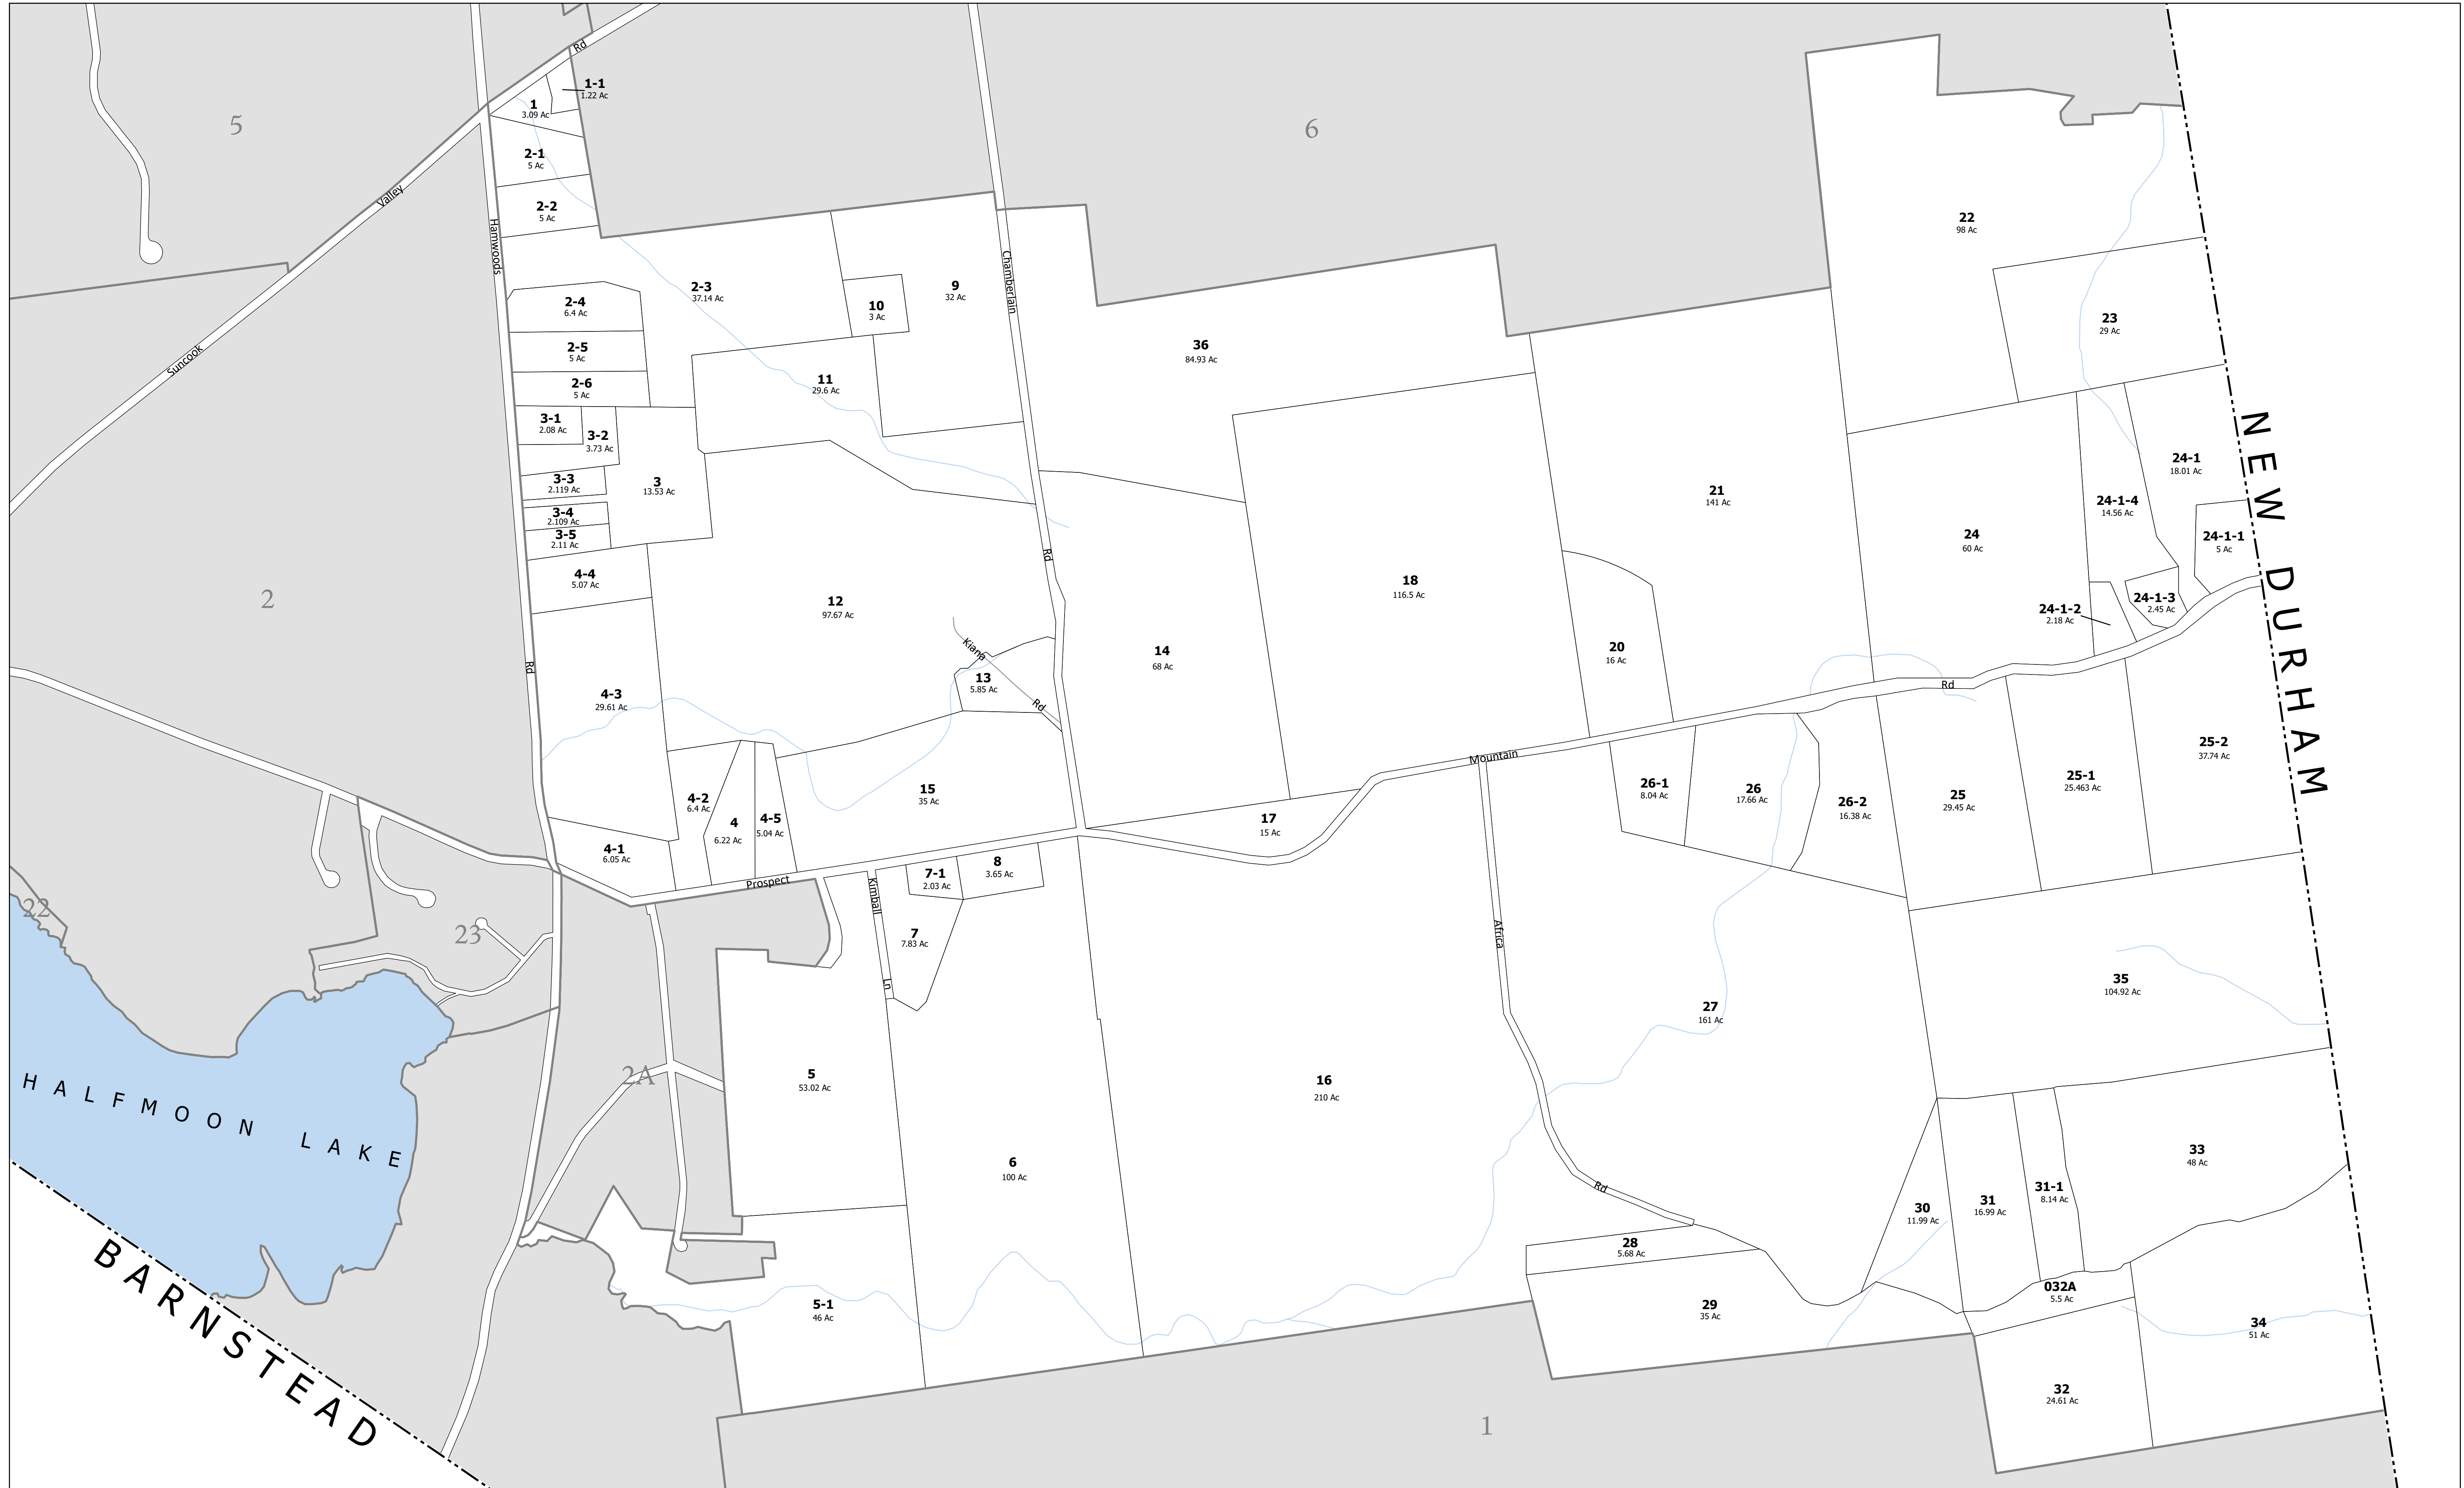 Rd
1-1
1.22 Ac
1
3.09 Ac
5
6
2-1
5 Ac
Valley
2-2
5 Ac
Hamwoods
22
98 Ac
Chamberlain
2-3
37.14 Ac
9
32 Ac
2-4
6.4 Ac
10
3 Ac
23
29 Ac
36
84.93 Ac
Suncook
2-5
5 Ac
2-6
5 Ac
11
29.6 Ac
3-1
2.08 Ac
3-2
3.73 Ac
NEW DURHAM
24-1
18.01 Ac
3-3
2.119 Ac
3
13.53 Ac
21
141 Ac
24-1-4
14.56 Ac
3-4
2.109 Ac
3-5
2.11 Ac
24
60 Ac
24-1-1
5 Ac
Rd
4-4
5.07 Ac
18
116.5 Ac
2
12
97.67 Ac
24-1-3
2.45 Ac
24-1-2
2.18 Ac
Kiana
Rd
14
68 Ac
20
16 Ac
Rd
13
5.85 Ac
Rd
4-3
29.61 Ac
25-2
37.74 Ac
Mountain
25-1
25.463 Ac
26-1
8.04 Ac
26
17.66 Ac
26-2
16.38 Ac
25
29.45 Ac
4-2
6.4 Ac
15
35 Ac
4
6.22 Ac
4-5
5.04 Ac
17
15 Ac
4-1
6.05 Ac
8
3.65 Ac
7-1
2.03 Ac
Prospect
Kimball
Ln
22
23
7
7.83 Ac
Africa
35
104.92 Ac
27
161 Ac
5
53.02 Ac
2A
16
210 Ac
HALFMOON LAKE
6
100 Ac
33
48 Ac
Rd
31-1
8.14 Ac
31
16.99 Ac
30
11.99 Ac
28
5.68 Ac
032A
5.5 Ac
5-1
46 Ac
29
35 Ac
34
51 Ac
BARNSTEAD
32
24.61 Ac
1